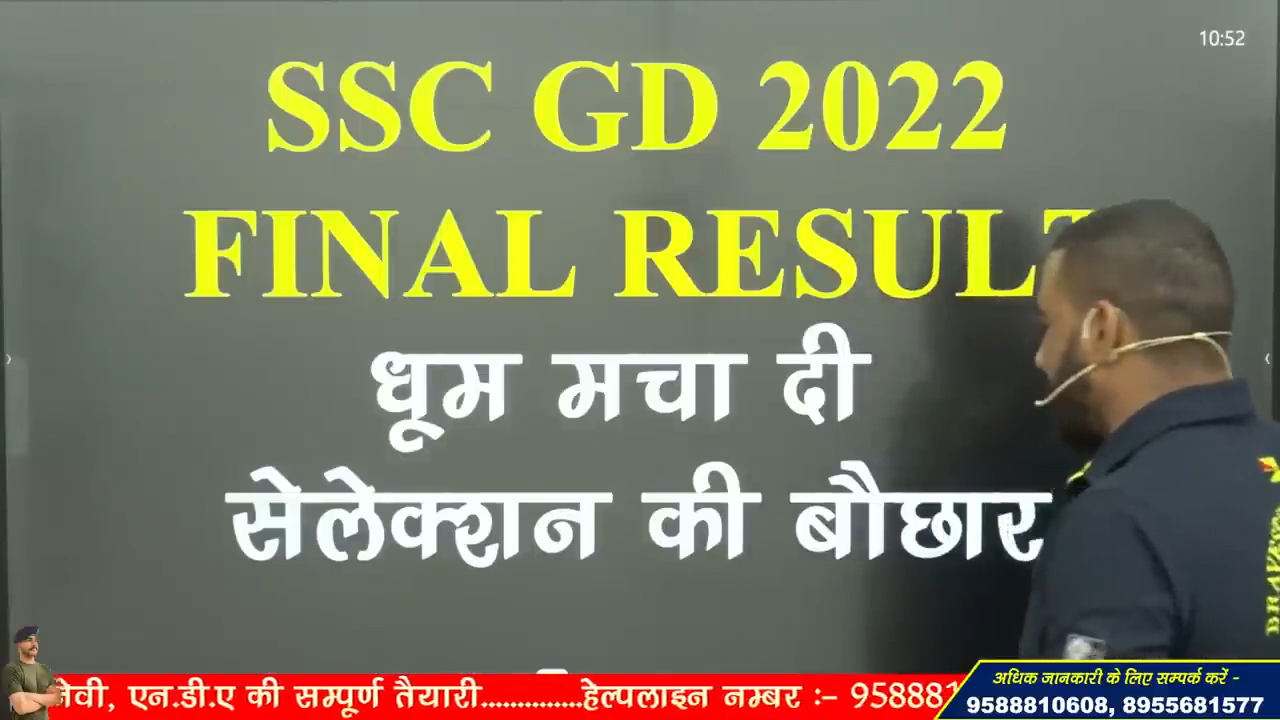 10:52
SSC GD 2022
FINAL RESULT
धूम मचा दी
सेलेक्शन की बौछार
एन.डी.ए की सम्पूर्ण तैयारी...............हेल्पलाइन नम्बर :- 95888
अधिक जानकारी के लिए सम्पर्क करें -
9588810608, 8955681577